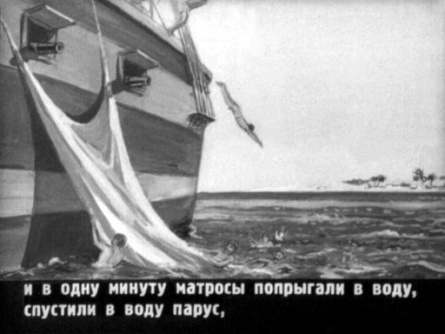 и в одну минуту матросы попрыгали в воду,
спустили в воду парус,